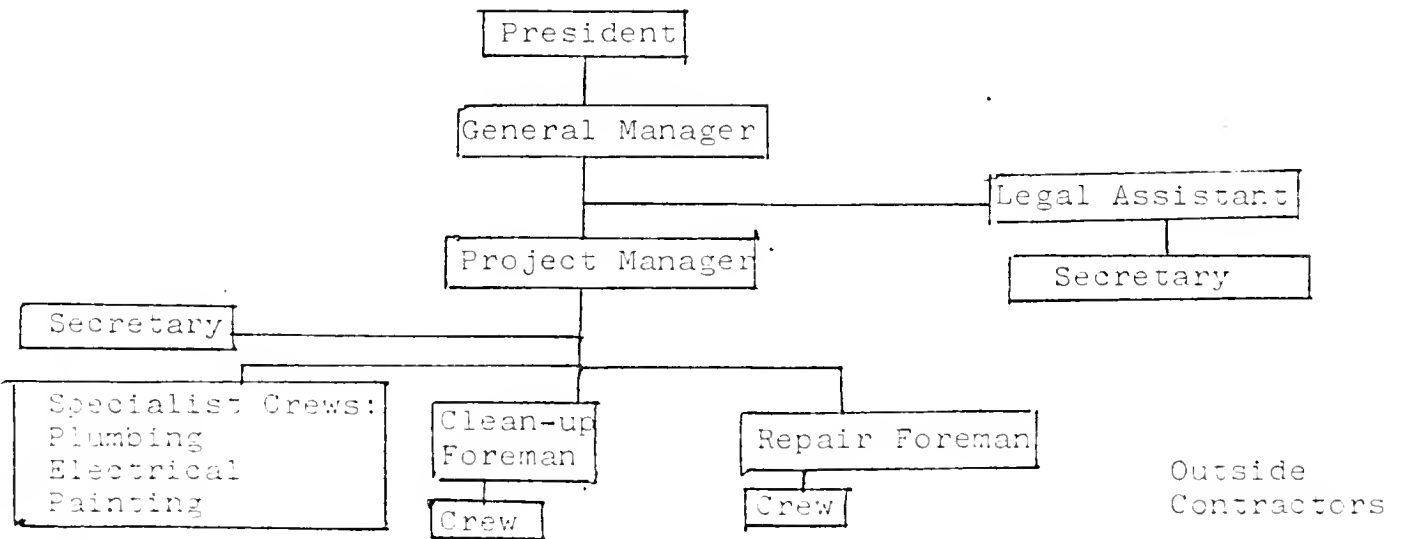 President
General Manager
Legal Assistant
Project Manager
Secretary
Secretary
Specialist Crews:
Plumbing
Electrical
Painting
Clean-up
Foreman
Crew
Repair Foreman
Crew
Outside
Contractors